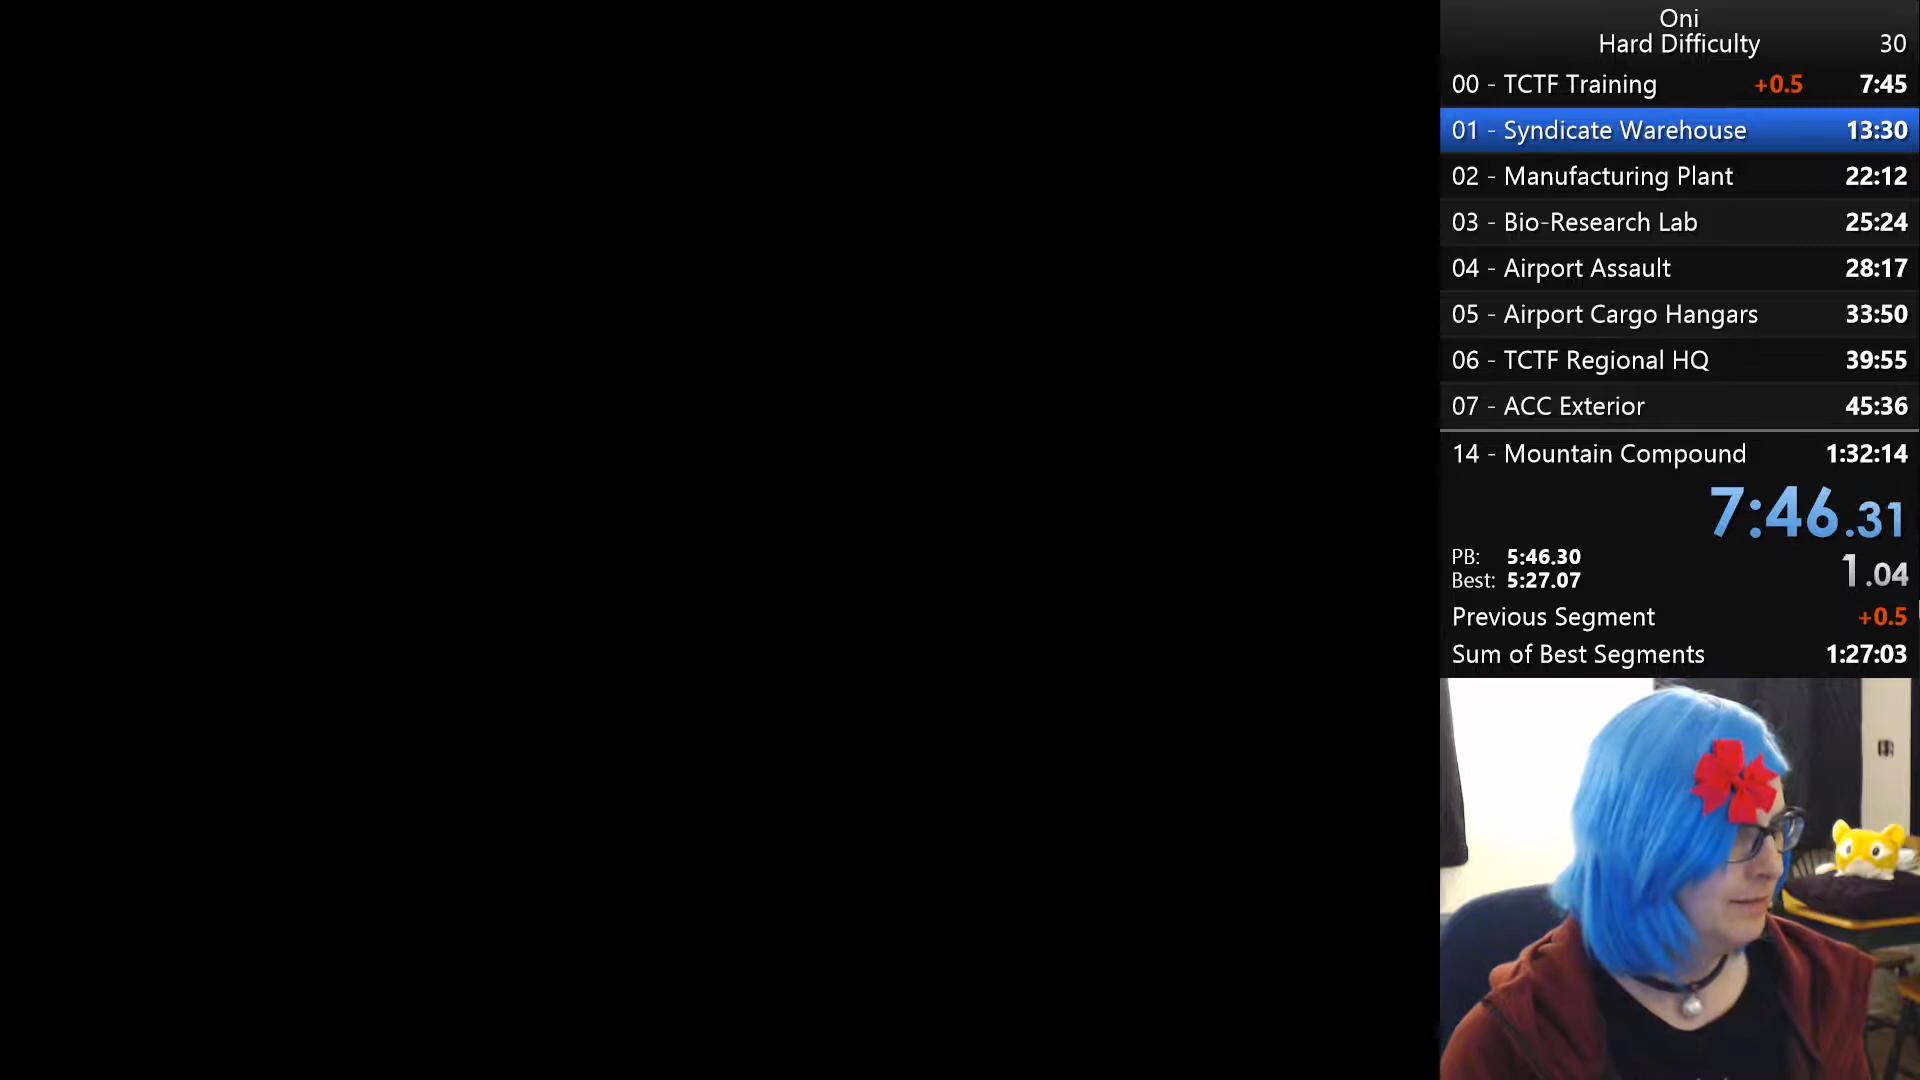 Oni
Hard Difficulty 30
00 - TCTF Training +0.5 7:45
01 - Syndicate Warehouse 13:30
02 - Manufacturing Plant 22:12
03 - Bio-Research Lab 25:24
04 - Airport Assault 28:17
05 - Airport Cargo Hangars 33:50
06 - TCTF Regional HQ 39:55
07 - ACC Exterior 45:36
14 - Mountain Compound 1:32:14
7:46.31
PB: 5:46.30
Best: 5:27.07
1.04
Previous Segment +0.5
Sum of Best Segments 1:27:03